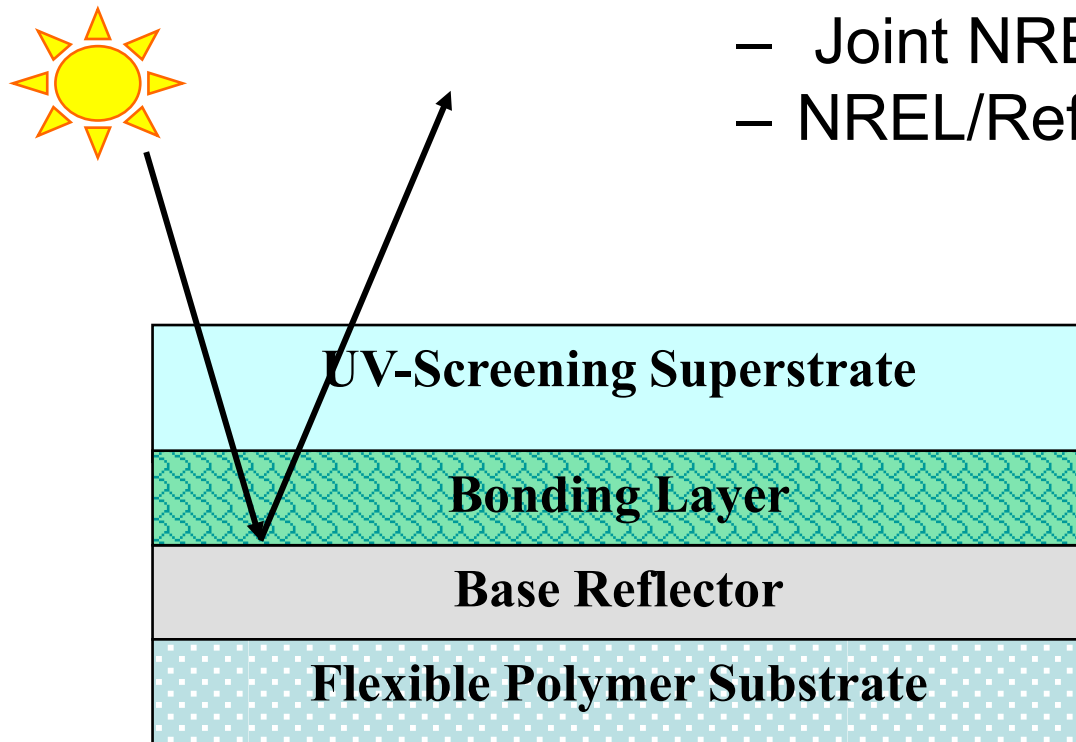 – Joint NRE
– NREL/Ref
UV-Screening Superstrate
Bonding Layer
Base Reflector
Flexible Polymer Substrate